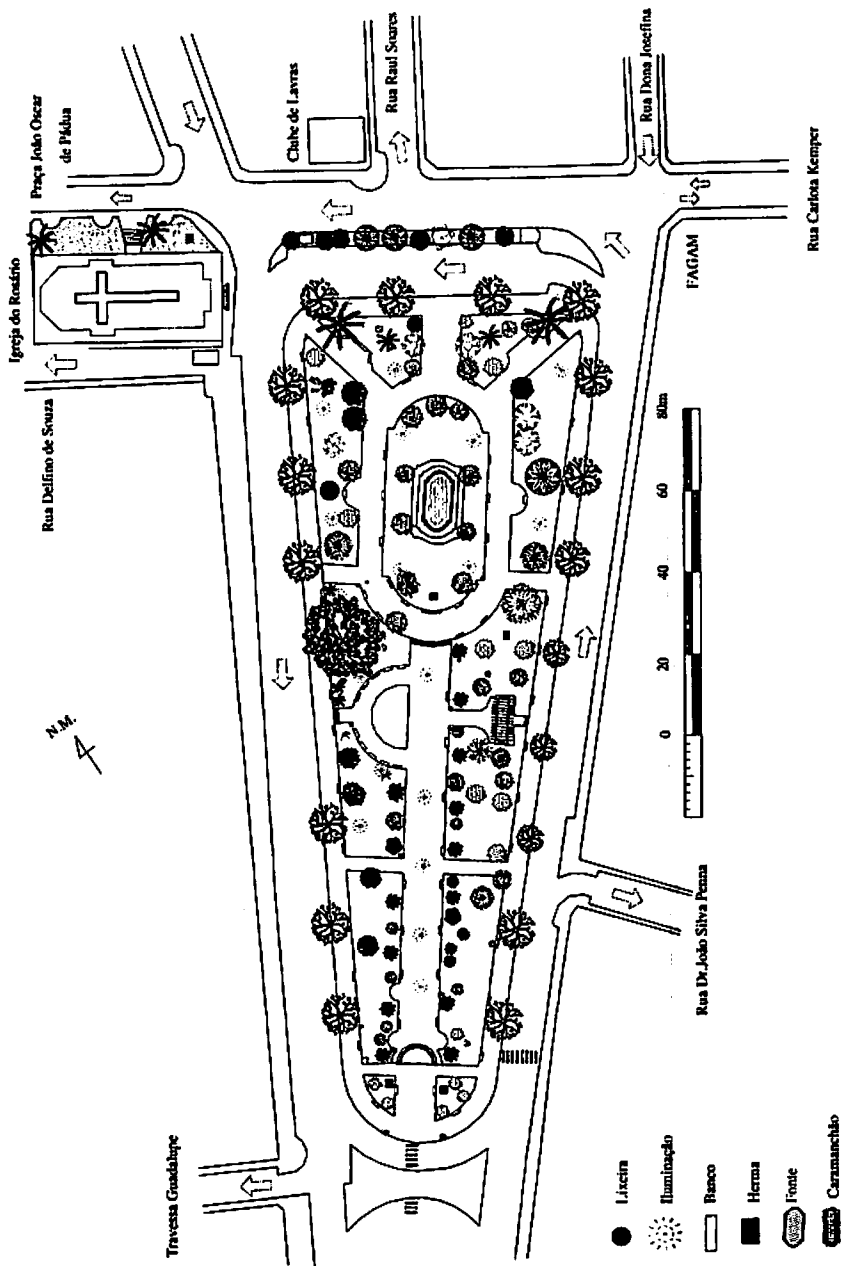 Praça João Oscar
de Pádua
Igreja do Rosário
Rua Delfino de Souza
Clube de Lavras
Rua Raul Soares
Rua Dona Josefina
Rua Carlota Kemper
FAGAM
N.M.
0 20 40 60 80m
Rua Dr. João Silva Penna
Travessa Guadalupe
Lixeira
Iluminação
Banco
Herma
Fonte
Caramanchão